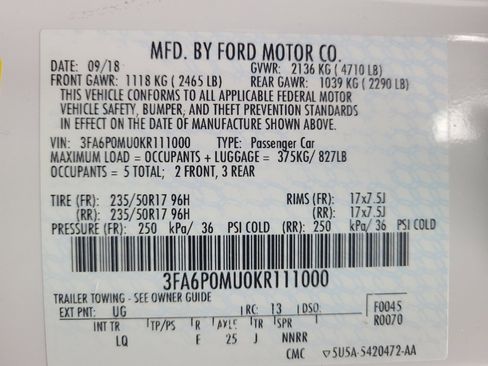 MFD. BY FORD MOTOR CO.
DATE: 09/18 GVWR: 2136 KG ( 4710 LB)
FRONT GAWR: 1118 KG ( 2465 LB) REAR GAWR: 1039 KG ( 2290 LB)
THIS VEHICLE CONFORMS TO ALL APPLICABLE FEDERAL MOTOR
VEHICLE SAFETY, BUMPER, AND THEFT PREVENTION STANDARDS
IN EFFECT ON THE DATE OF MANUFACTURE SHOWN ABOVE.
VIN: 3FA6P0MU0KR111000 TYPE: Passenger Car
MAXIMUM LOAD = OCCUPANTS + LUGGAGE = 375KG/ 827LB
OCCUPANTS = 5 TOTAL; 2 FRONT, 3 REAR
TIRE (FR): 235/50R17 96H RIMS (FR): 17x7.5J
(RR): 235/50R17 96H (RR): 17x7.5J
PRESSURE (FR): 250 kPa/ 36 PSI COLD (RR): 250 kPa/ 36 PSI COLD
3FA6P0MU0KR111000
TRAILER TOWING - SEE OWNER GUIDE
EXT PNT: UG RC: 13 DSO: F0045
R0070
INT TR TP/PS R AXLE TR SPR
LQ E 25 J NNRR
CMC ▽5U5A-5420472-AA